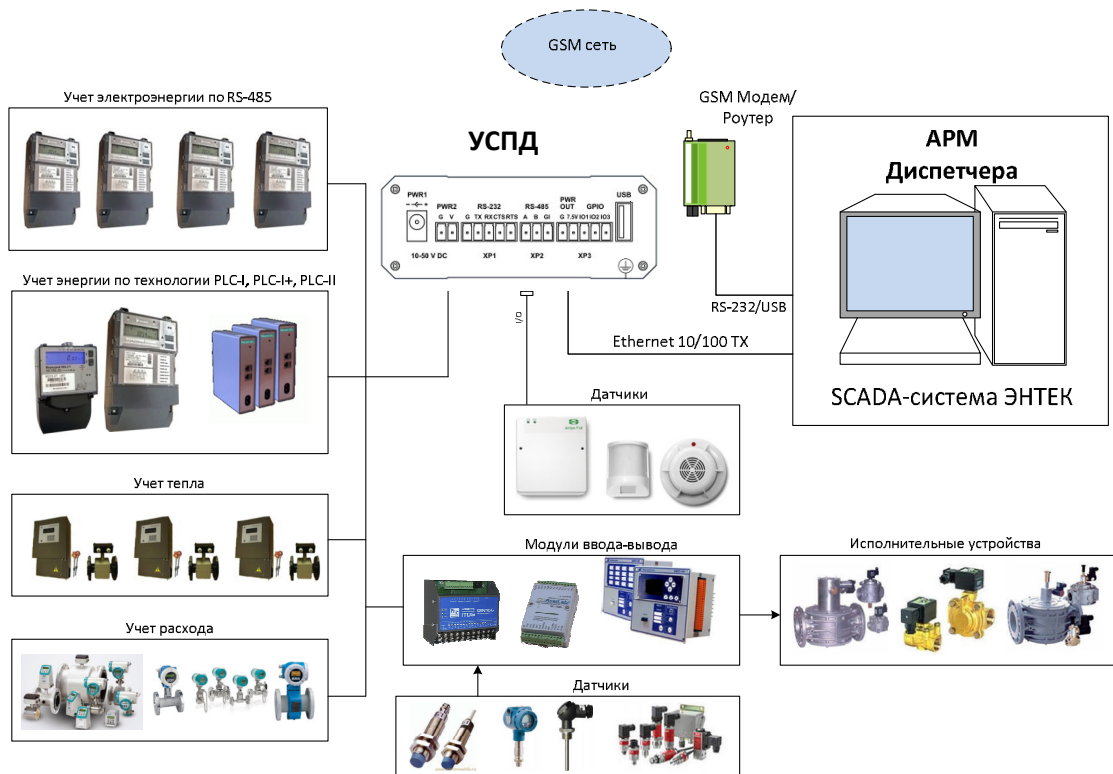 GSM сеть
Учет электроэнергии по RS-485
GSM Модем/
Роутер
УСПД
АРМ
Диспетчера
PWR1
PWR2
RS-232
RS-485
PWR
OUT
GPIO
USB
G V
G TX RX CTS RTS
A B GI
G 7.5V IO1 IO2 IO3
10-50 V DC
XP1
XP2
XP3
Учет энергии по технологии PLC-I, PLC-I+, PLC-II
I/O
RS-232/USB
Ethernet 10/100 TX
SCADA-система ЭНТЕК
Датчики
Учет тепла
Модули ввода-вывода
Исполнительные устройства
Учет расхода
Датчики